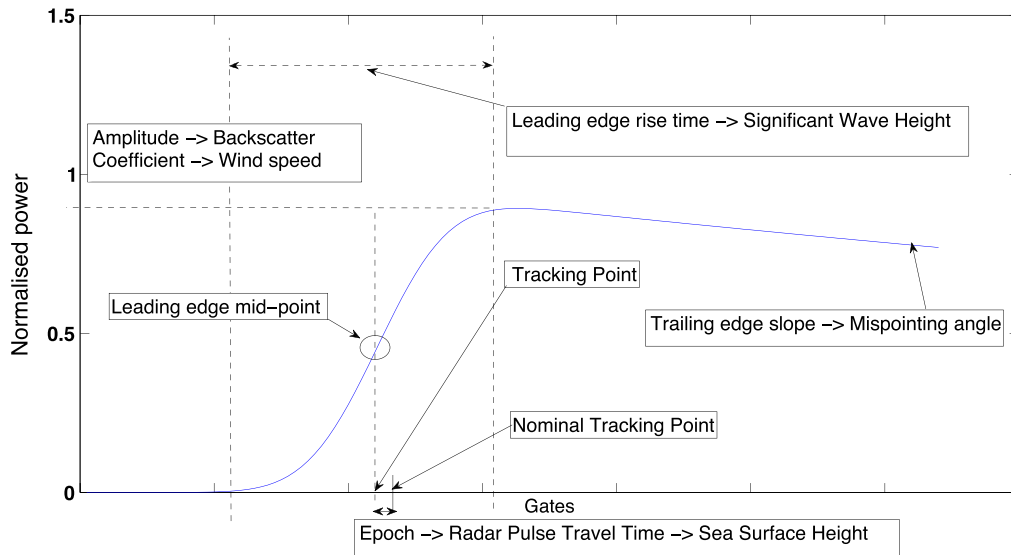 1.5
Leading edge rise time −> Significant Wave Height
Amplitude −> Backscatter
Coefficient −> Wind speed
1
Normalised power
Tracking Point
Leading edge mid−point
Trailing edge slope −> Mispointing angle
0.5
Nominal Tracking Point
0
Gates
Epoch −> Radar Pulse Travel Time −> Sea Surface Height